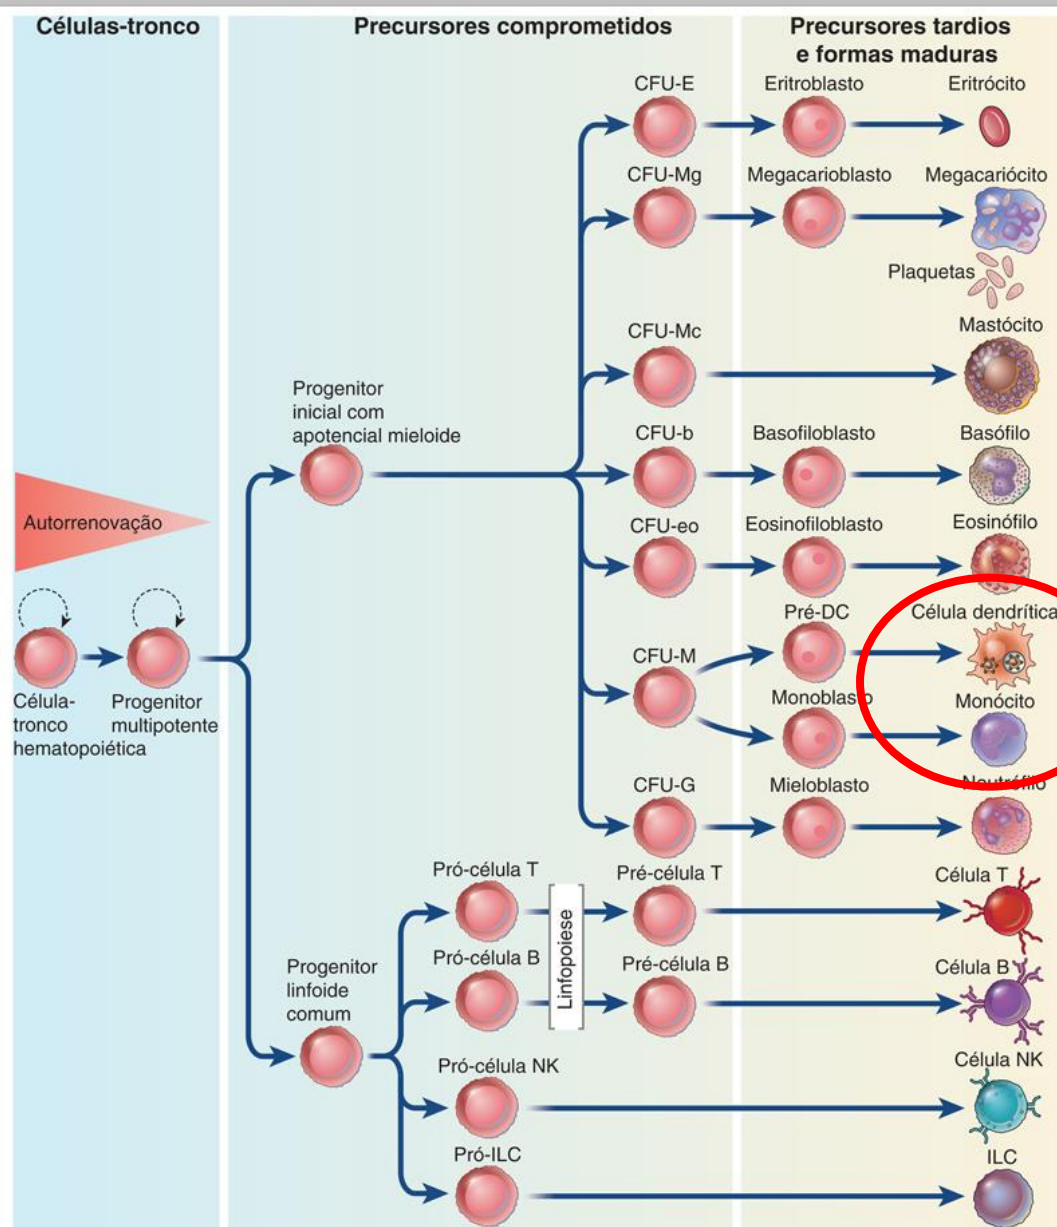 Células-tronco
Precursores comprometidos
Precursores tardios
e formas maduras
CFU-E
Eritroblasto
Eritrócito
CFU-Mg
Megacarioblasto
Megacariócito
Plaquetas
CFU-Mc
Mastócito
Progenitor
inicial com
apotencial mieloide
CFU-b
Basofiloblasto
Basófilo
Autorrenovação
CFU-eo
Eosinofiloblasto
Eosinófilo
Pré-DC
Célula dendrítica
CFU-M
Célula-
tronco
hematopoiética
Progenitor
multipotente
Monoblasto
Monócito
CFU-G
Mieloblasto
Neutrófilo
Pró-célula T
Pré-célula T
Célula T
Linfopoiese
Progenitor
linfoide
comum
Pró-célula B
Pré-célula B
Célula B
Pró-célula NK
Célula NK
Pró-ILC
ILC